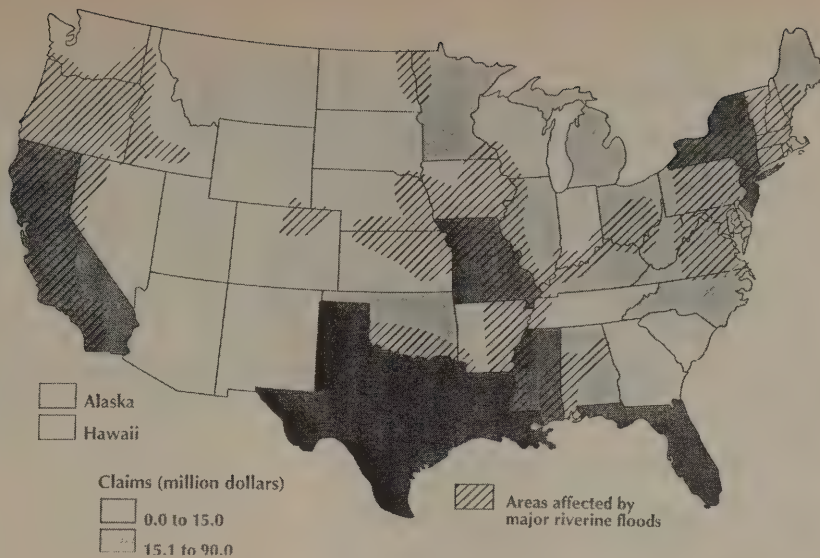 Alaska
Hawaii
Claims (million dollars)
0.0 to 15.0
15.1 to 90.0
Areas affected by
major riverine floods